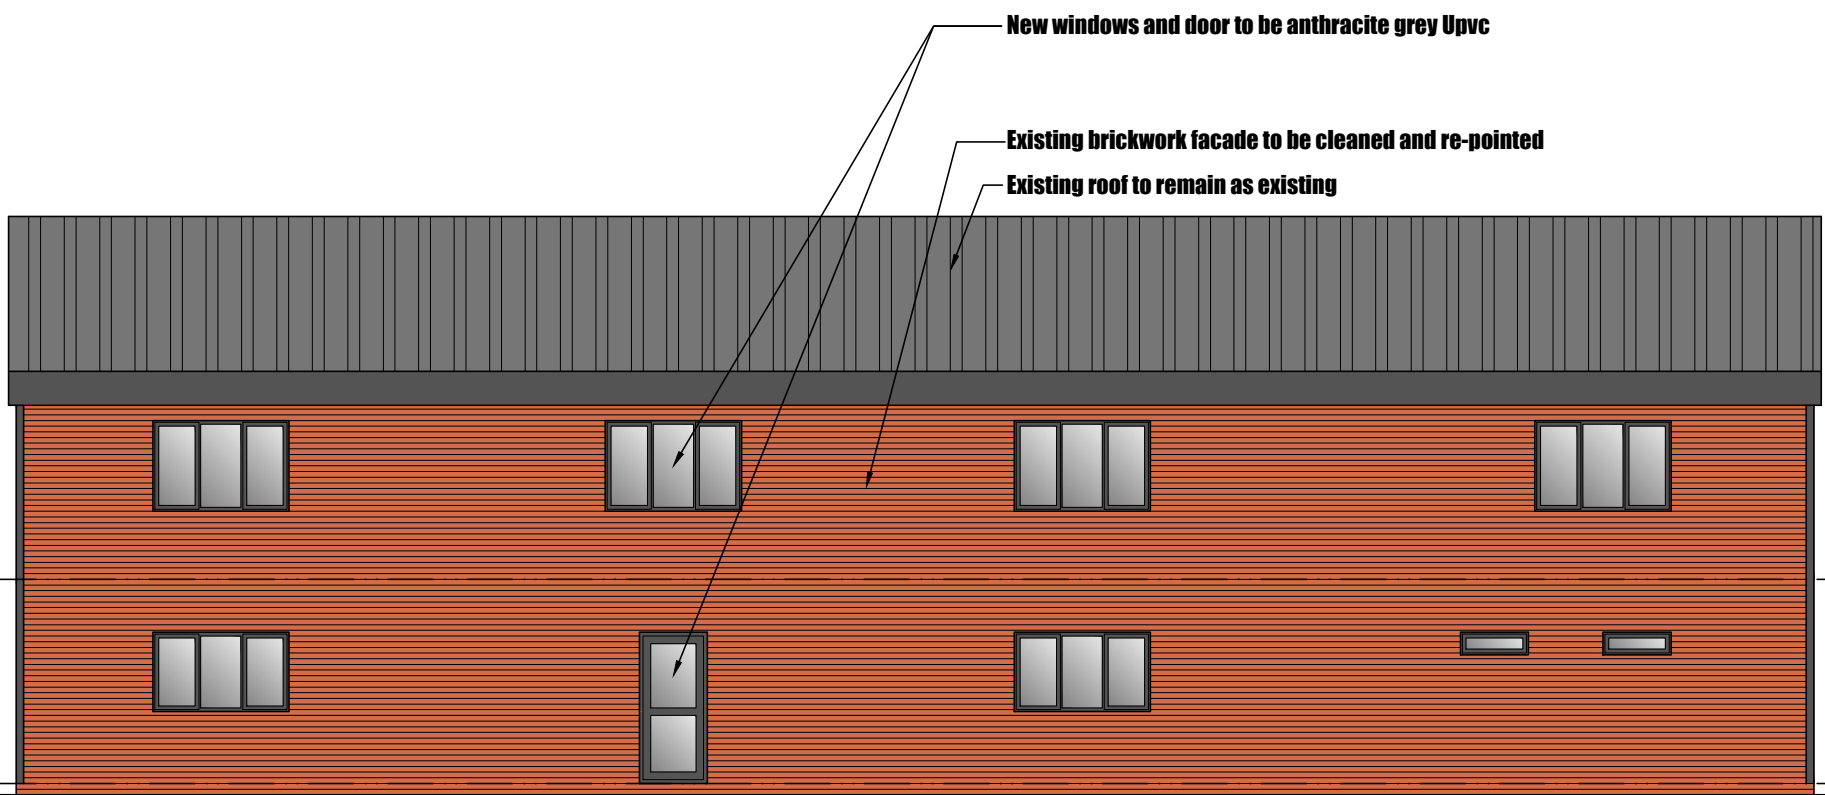 New windows and door to be anthracite grey Upvc
Existing brickwork facade to be cleaned and re-pointed
Existing roof to remain as existing